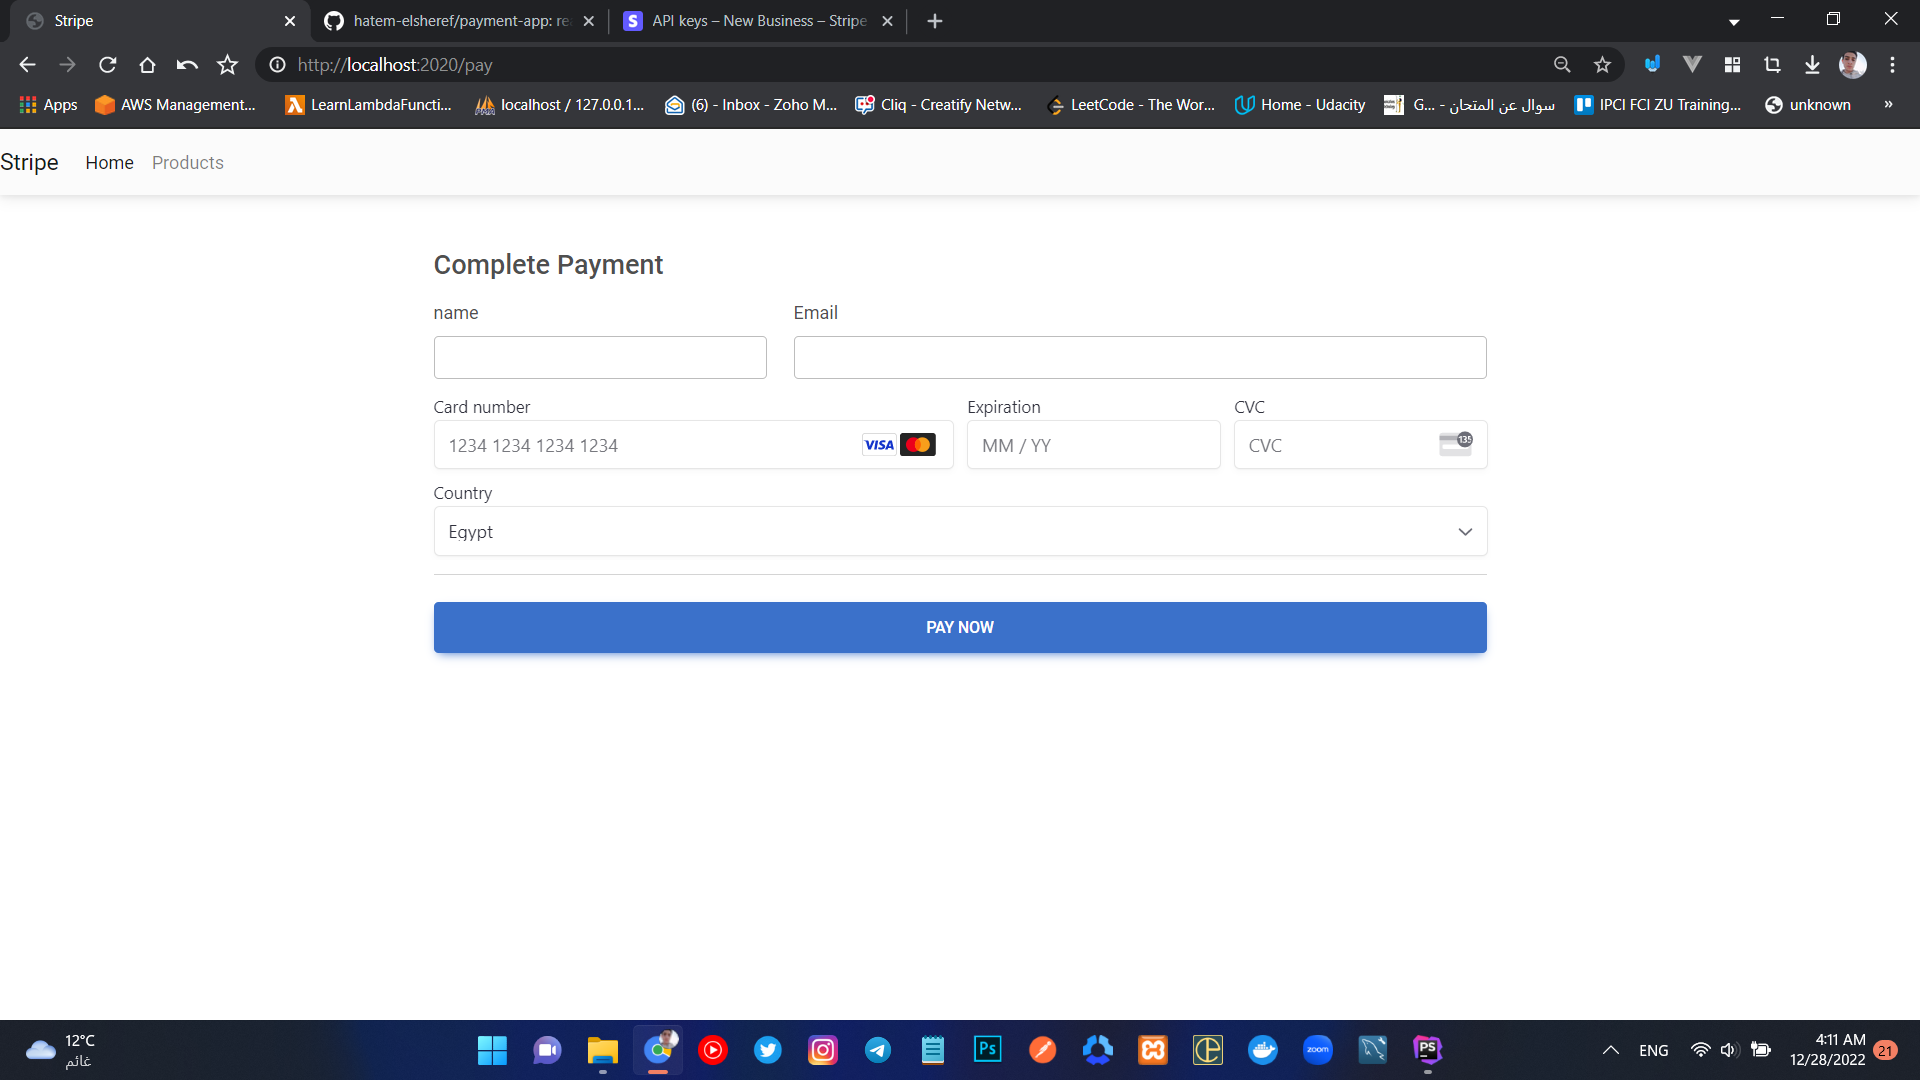 Stripe
hatem-elsheref/payment-app: re
API keys – New Business – Stripe
http://localhost:2020/pay
Apps
AWS Management...
LearnLambdaFuncti...
localhost / 127.0.0.1...
(6) - Inbox - Zoho M...
Cliq - Creatify Netw...
LeetCode - The Wor...
Home - Udacity
G... - سوال عن المتحان
IPCI FCI ZU Training...
unknown
»
Stripe
Home
Products
Complete Payment
name
Email
Card number
Expiration
CVC
1234 1234 1234 1234
VISA
MM / YY
CVC
135
Country
Egypt
PAY NOW
12°C
غائم
Ps
zoom
PS
ENG
4:11 AM
12/28/2022
21